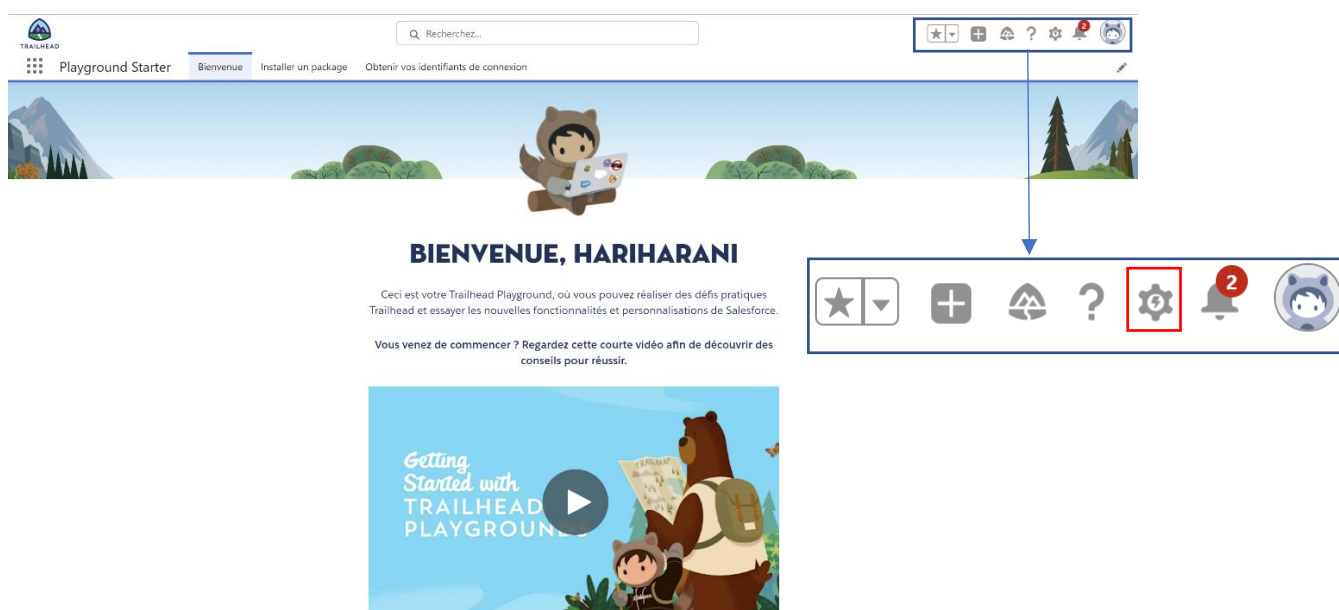 TRAILHEAD
Recherchez...
2
Playground Starter
Bienvenue
Installer un package
Obtenir vos identifiants de connexion
BIENVENUE, HARIHARANI
Ceci est votre Trailhead Playground, où vous pouvez réaliser des défis pratiques
Trailhead et essayer les nouvelles fonctionnalités et personnalisations de Salesforce.
Vous venez de commencer ? Regardez cette courte vidéo afin de découvrir des
conseils pour réussir.
?
2
Getting
Started with
TRAILHEAD
PLAYGROUNDS
TRAILMAP